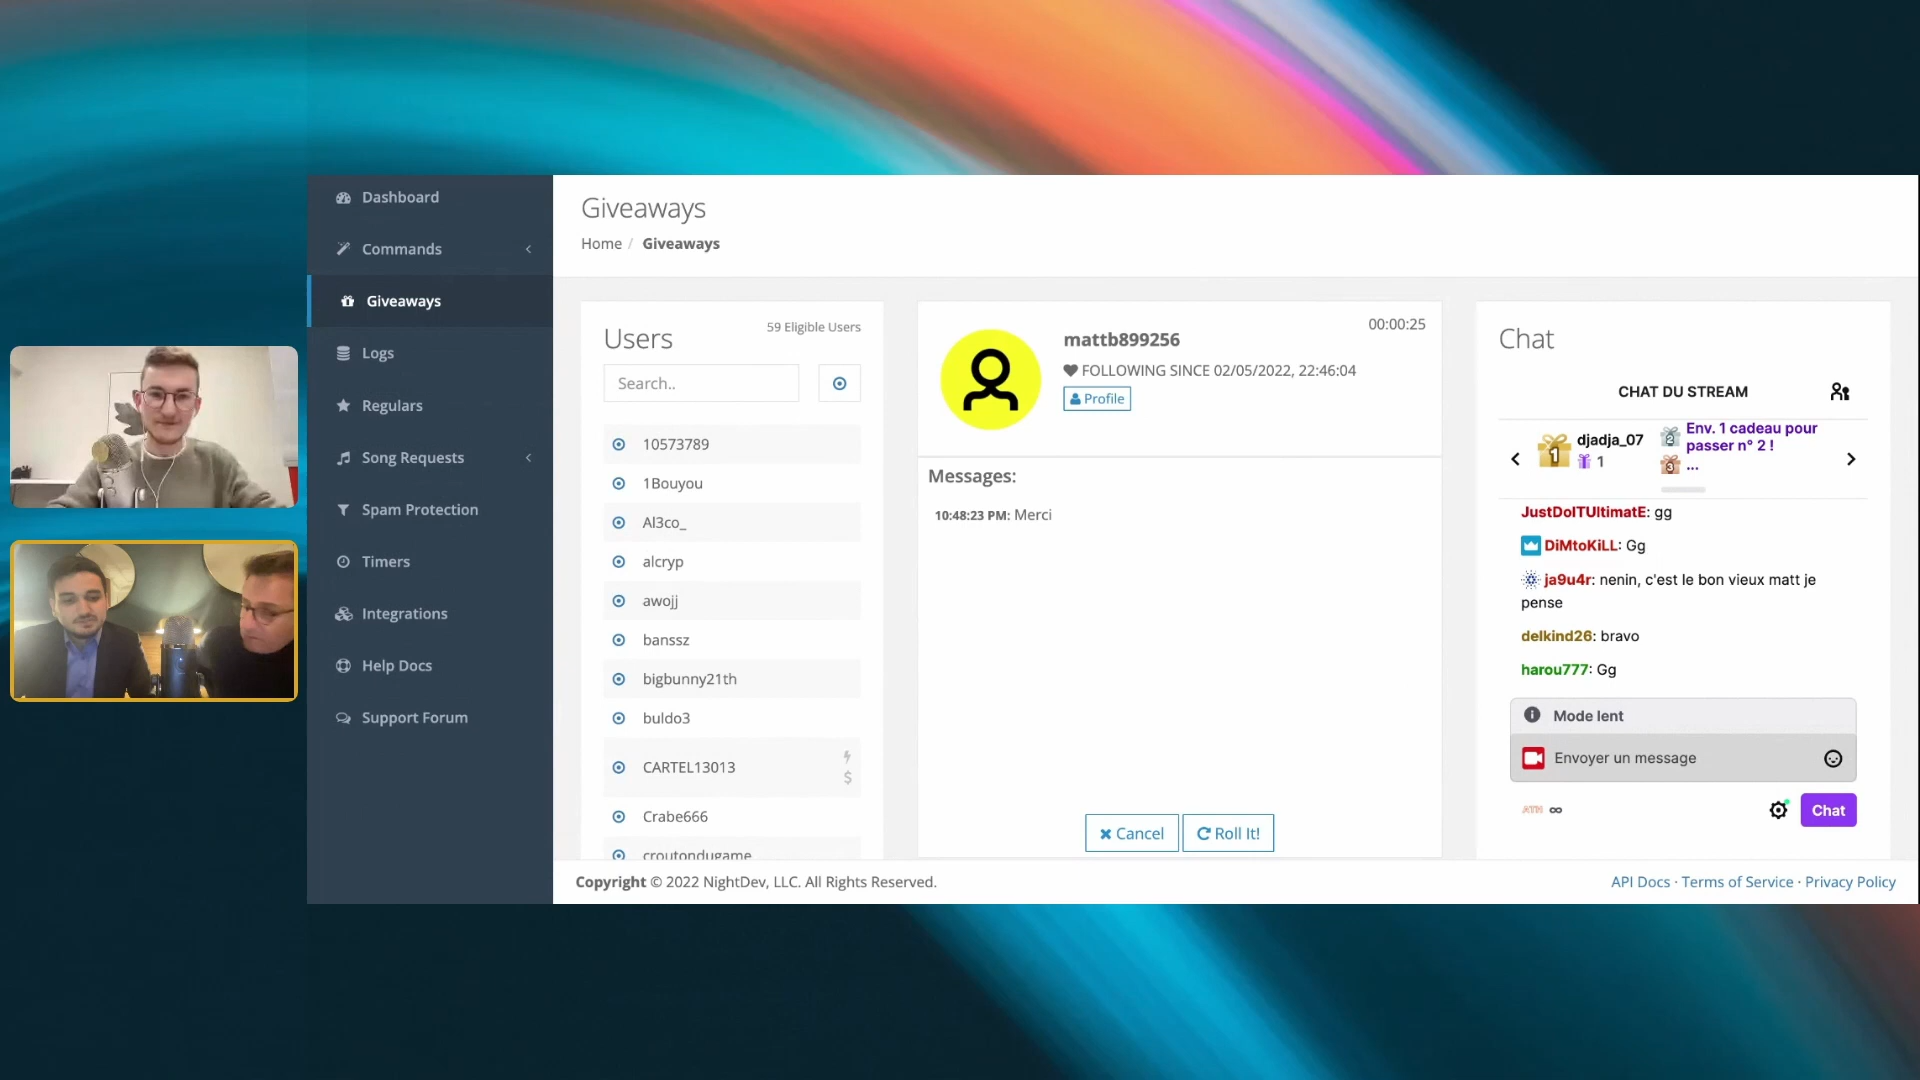 Dashboard
Commands
Giveaways
Logs
Regulars
Song Requests
Spam Protection
Timers
Integrations
Help Docs
Support Forum
Giveaways
Home / Giveaways
Users
59 Eligible Users
Search..
10573789
1Bouyou
Al3co_
alcryp
awojj
banssz
bigbunny21th
buldo3
CARTEL13013
$
Crabe666
croutondugame
mattb899256
00:00:25
FOLLOWING SINCE 02/05/2022, 22:46:04
Profile
Messages:
10:48:23 PM: Merci
Cancel
Roll It!
Chat
CHAT DU STREAM
1
djadja_07
1
2
Env. 1 cadeau pour
passer n° 2 !
3
...
JustDoITUltimatE: gg
DiMtoKiLL: Gg
ja9u4r: nenin, c'est le bon vieux matt je
pense
delkind26: bravo
harou777: Gg
Mode lent
Envoyer un message
ATH ∞
Chat
Copyright © 2022 NightDev, LLC. All Rights Reserved.
API Docs · Terms of Service · Privacy Policy